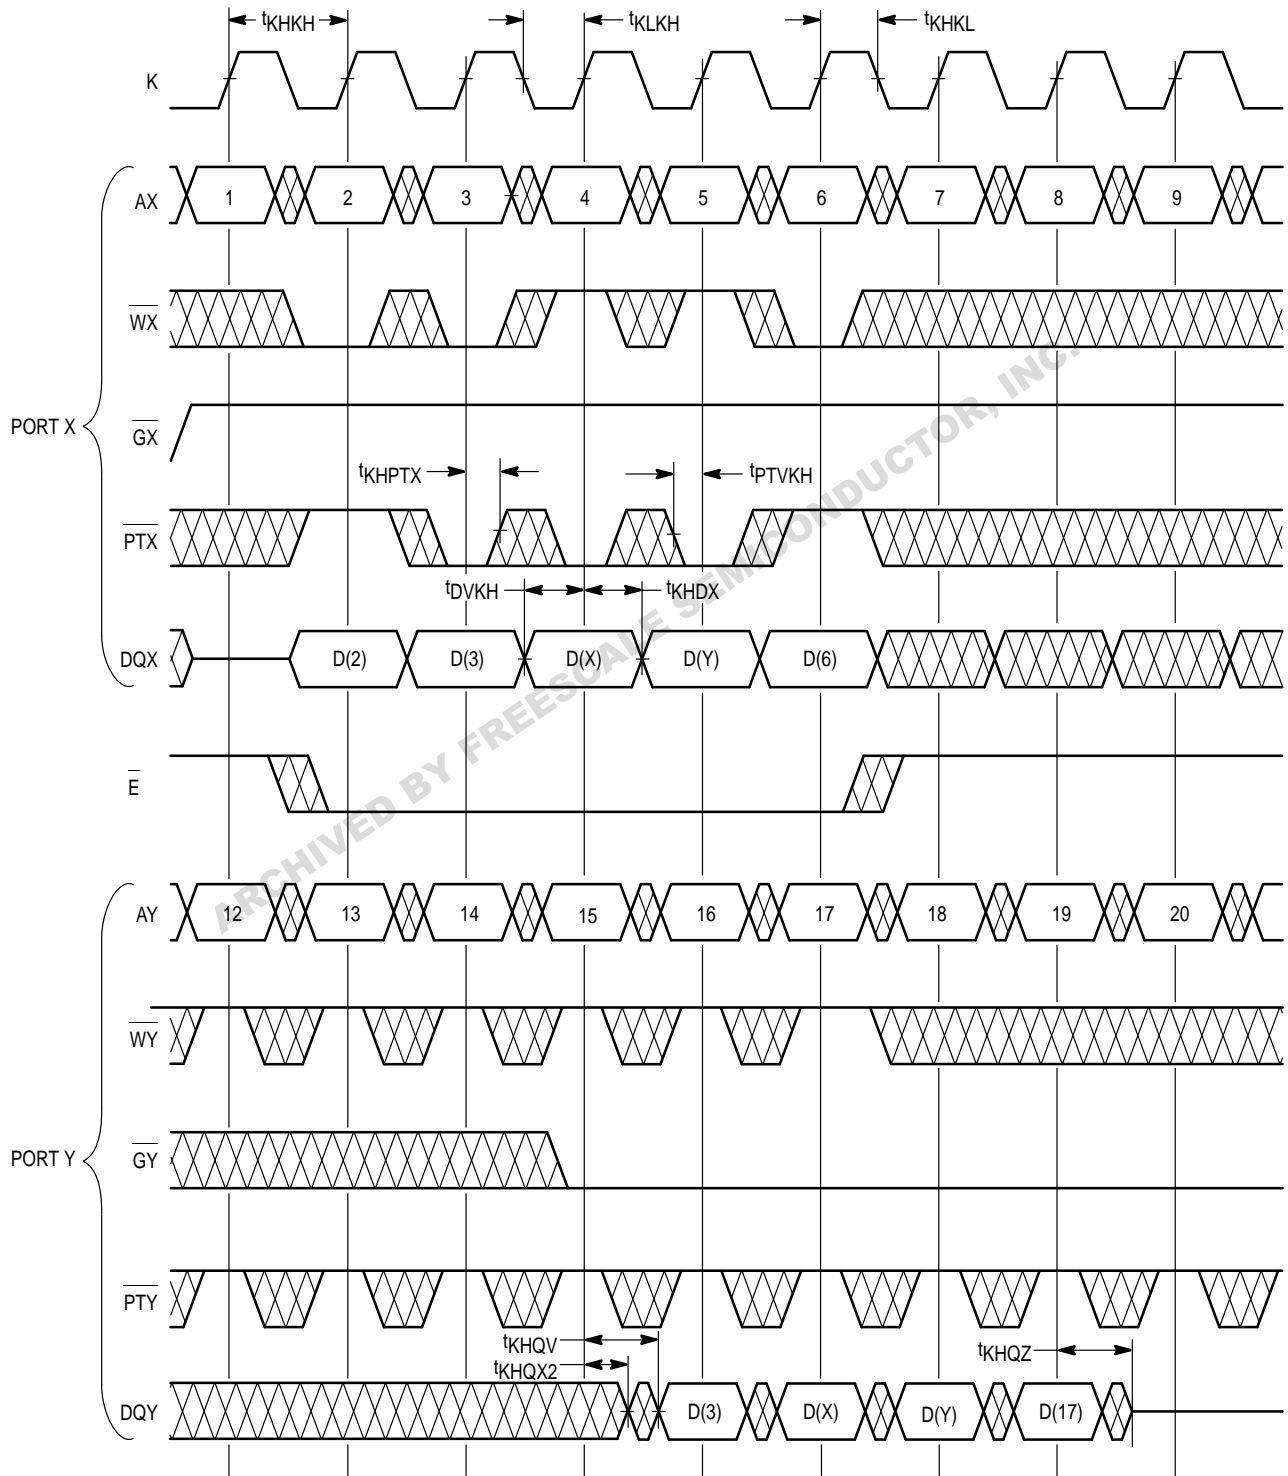 tKHKH tKLKH tKHKL
K
AX 1 2 3 4 5 6 7 8 9
WX
PORT X
GX
tKHPTX tPTVKH
PTX
tDVKH tKHDX
DQX D(2) D(3) D(X) D(Y) D(6)
E
ARCHIVED BY FREESCALE SEMICONDUCTOR, INC.
AY 12 13 14 15 16 17 18 19 20
WY
PORT Y
GY
PTY
tKHQV
tKHQX2
tKHQZ
DQY D(3) D(X) D(Y) D(17)